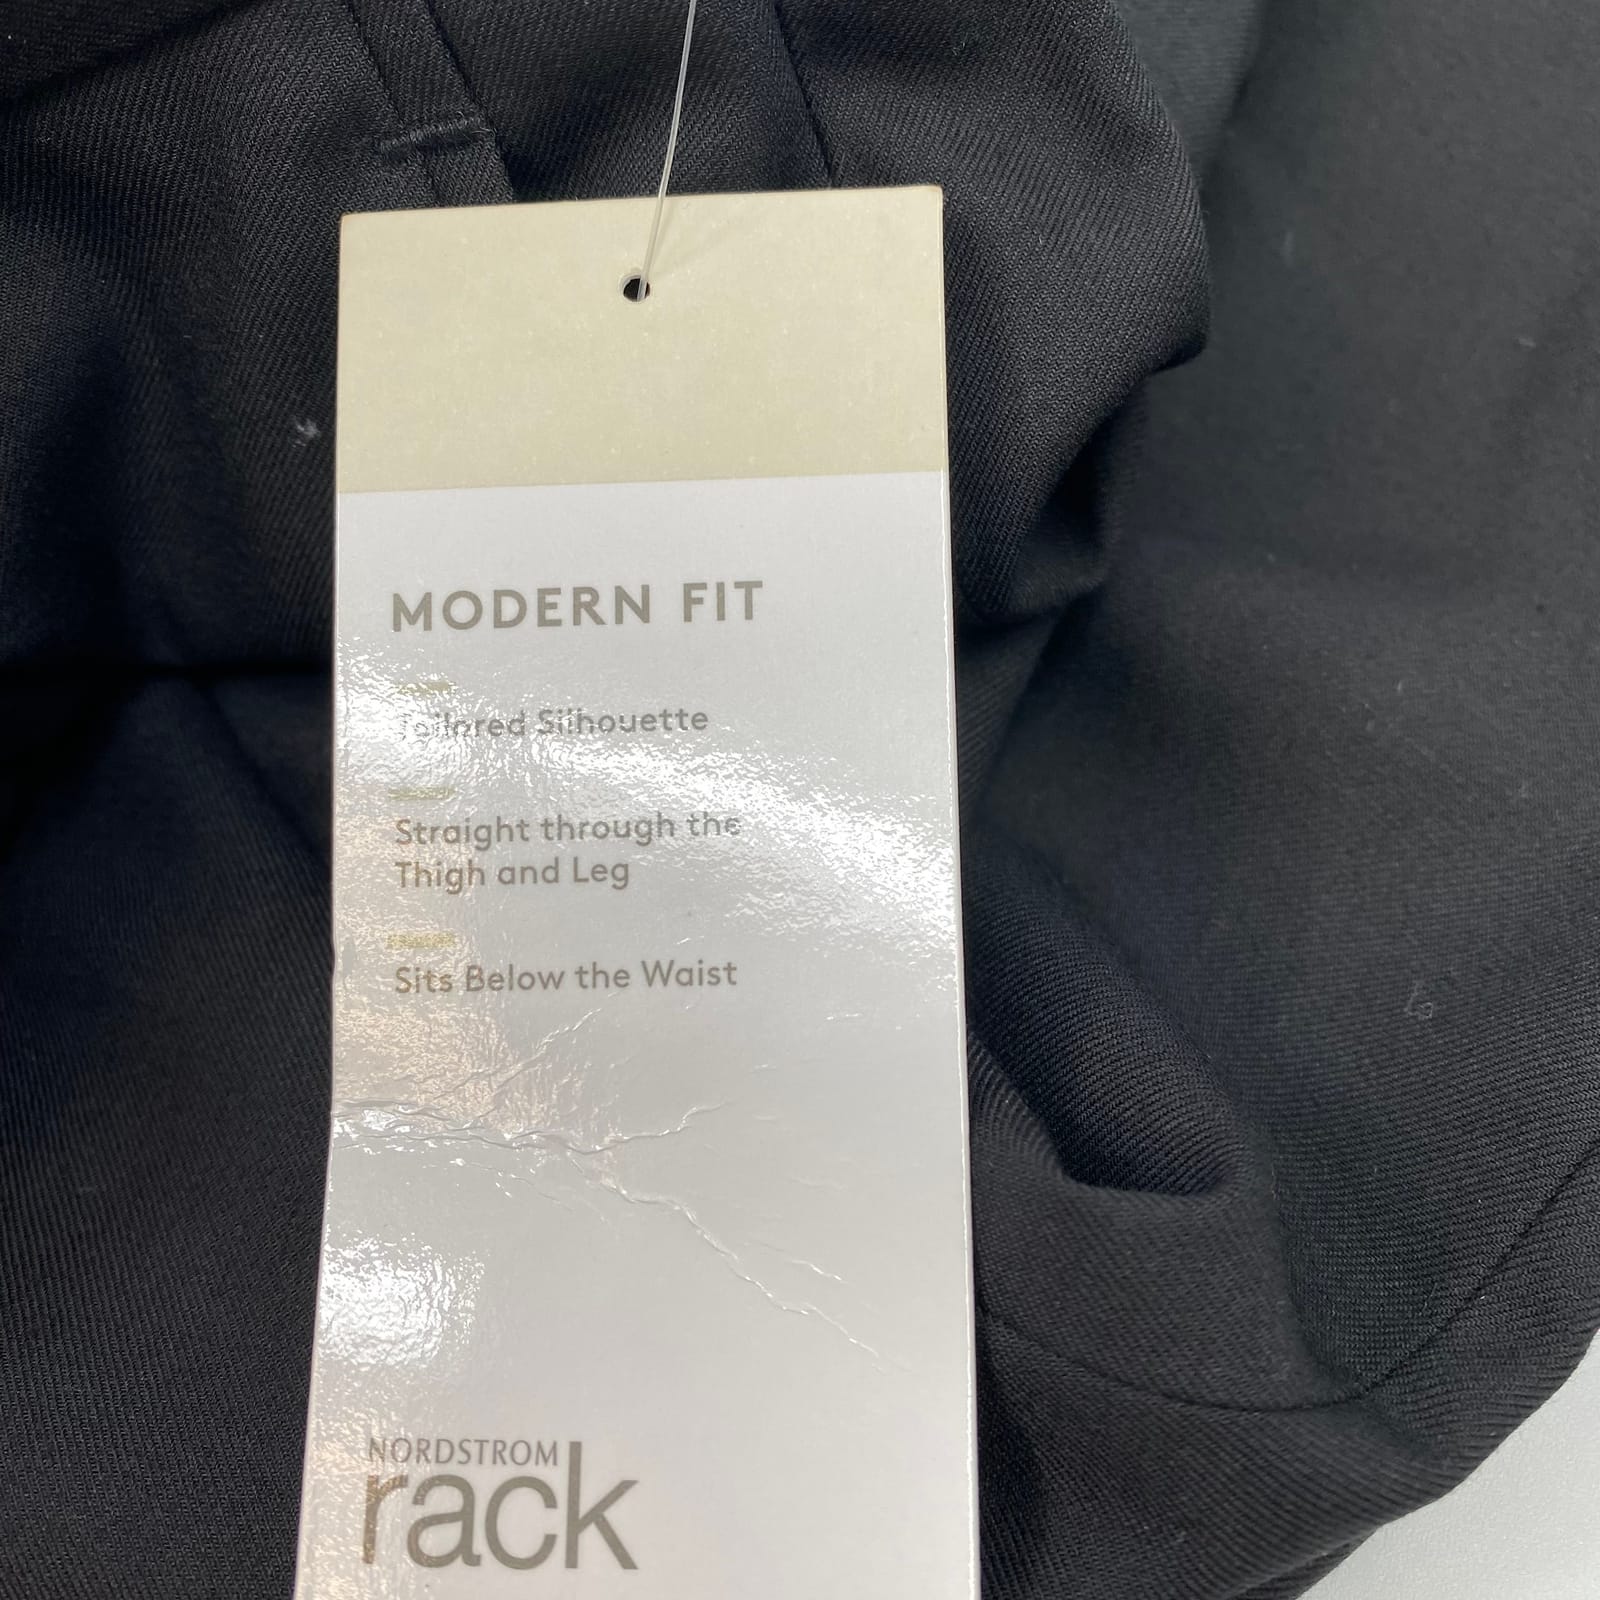 MODERN FIT
Tailored Silhouette
Straight through the
Thigh and Leg
Sits Below the Waist
NORDSTROM
rack